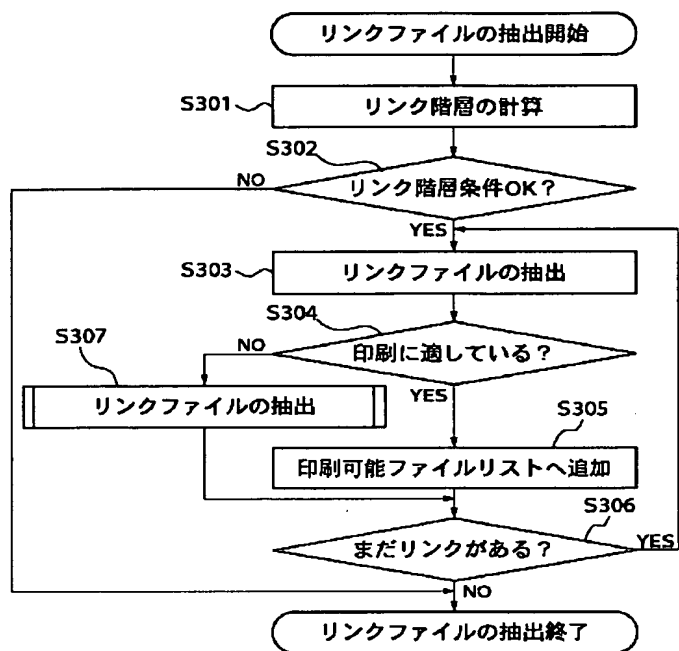 リンクファイルの抽出開始
S301
リンク階層の計算
S302
NO
リンク階層条件OK?
YES
S303
リンクファイルの抽出
S304
S307
NO
印刷に適している?
リンクファイルの抽出
YES
S305
印刷可能ファイルリストへ追加
S306
まだリンクがある?
YES
NO
リンクファイルの抽出終了